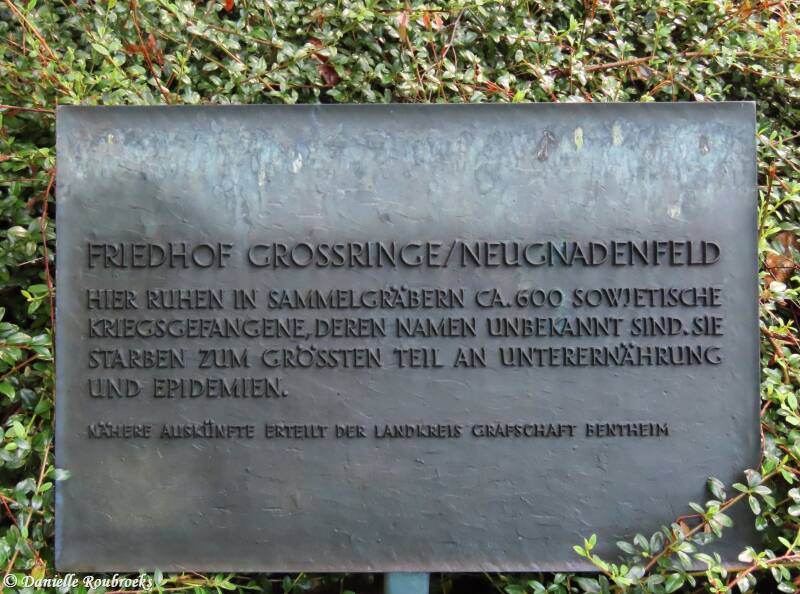 FRIEDHOF GROSSRINGE/NEUGNADENFELD
HIER RUHEN IN SAMMELGRÄBERN CA. 600 SOWJETISCHE
KRIEGSGEFANGENE, DEREN NAMEN UNBEKANNT SIND. SIE
STARBEN ZUM GRÖSSTEN TEIL AN UNTERERNÄHRUNG
UND EPIDEMIEN.
NÄHERE AUSKÜNFTE ERTEILT DER LANDKREIS GRAFSCHAFT BENTHEIM
© Danielle Roubroeks